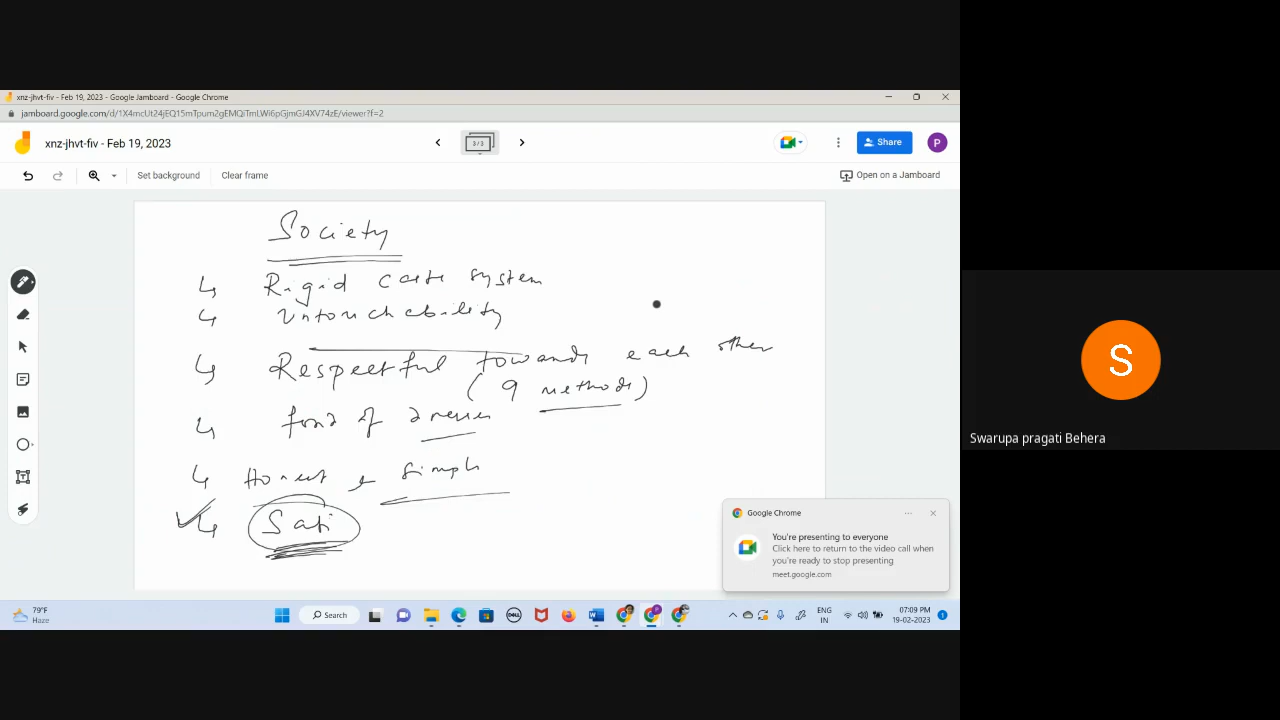 xnz-jhvt-fiv - Feb 19, 2023 - Google Jamboard - Google Chrome
jamboard.google.com/d/1X4mcUt24jEQ15mTpum2gEMQiTmLWi6pGjmGJ4XV74zE/viewer?f=2
xnz-jhvt-fiv - Feb 19, 2023
3/3
Share
P
Set background
Clear frame
Open on a Jamboard
Society
Rigid caste system
Untouchability
Respectful towards each other
(9 methods)
fond of dresses
Honest & Simple
Sati
S
Swarupa pragati Behera
Google Chrome
You're presenting to everyone
Click here to return to the video call when
you're ready to stop presenting
meet.google.com
79°F
Haze
Search
ENG
IN
07:09 PM
19-02-2023